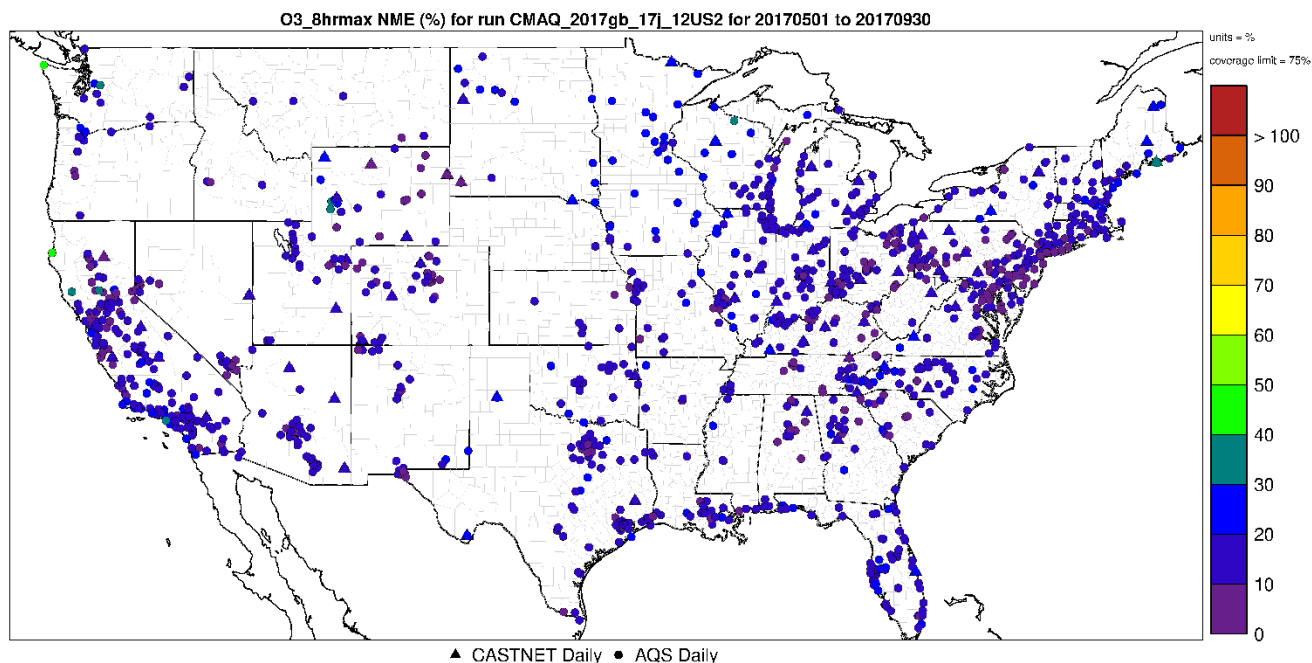 O3_8hrmax NME (%) for run CMAQ_2017gb_17j_12US2 for 20170501 to 20170930
units = %
coverage limit = 75%
> 100
90
80
70
60
50
40
30
20
10
0
▲ CASTNET Daily ● AQS Daily